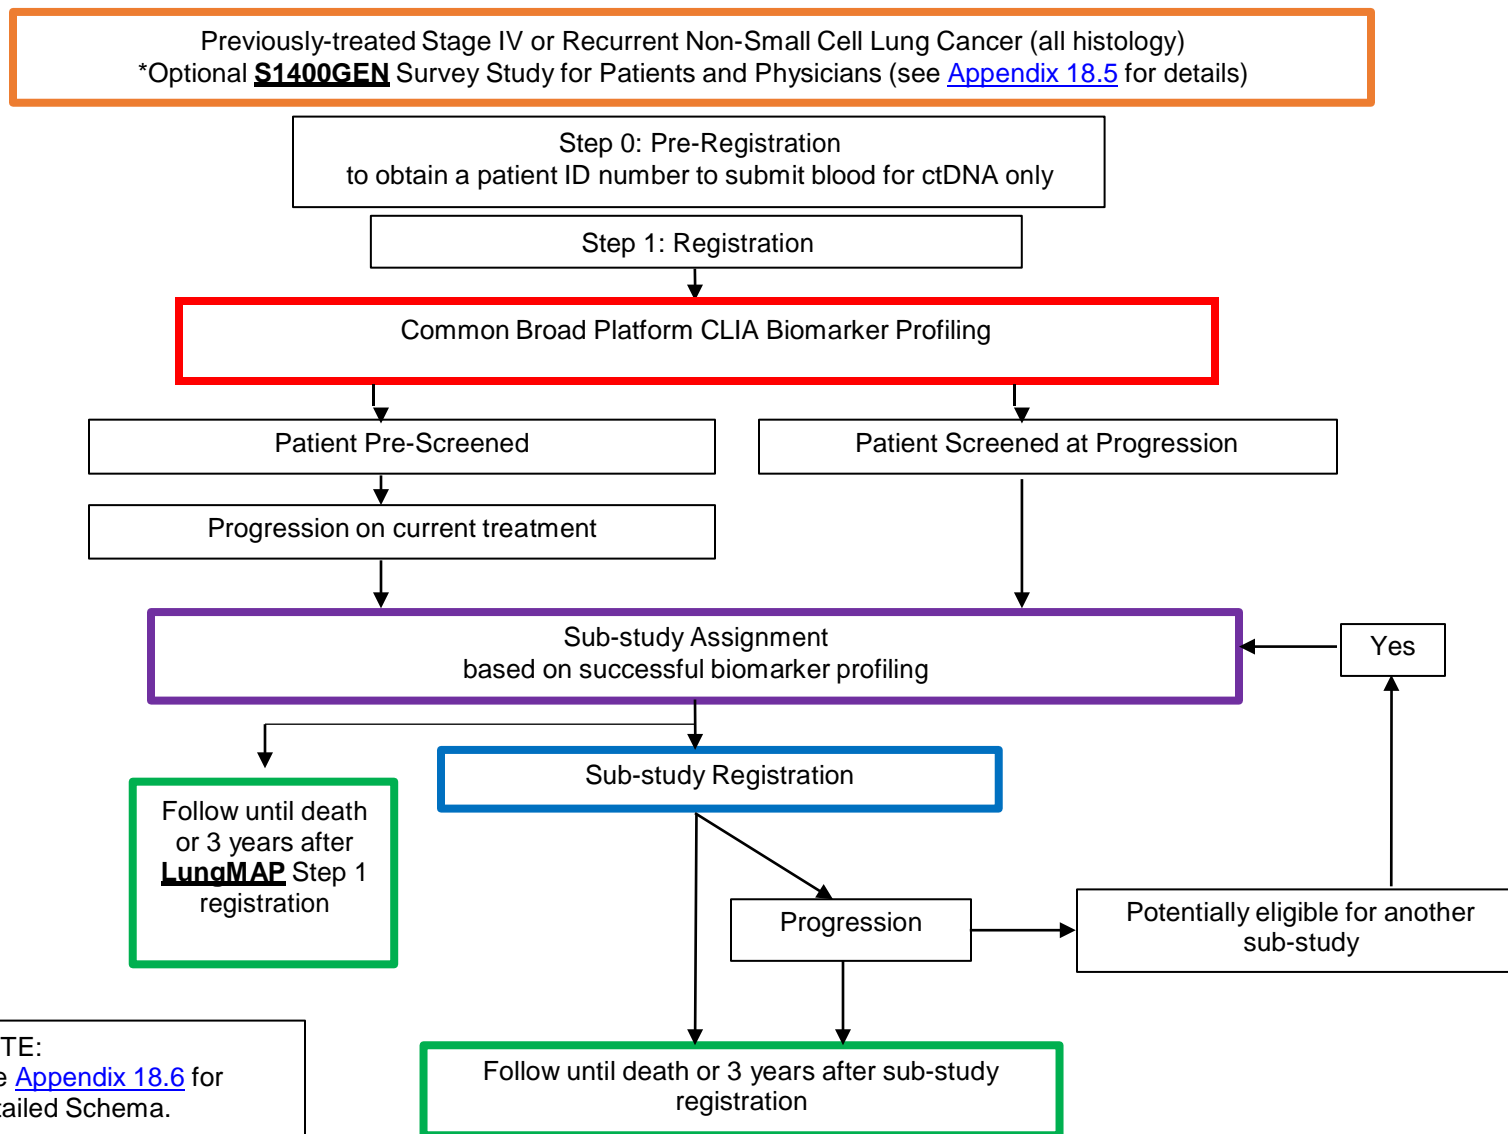 Previously-treated Stage IV or Recurrent Non-Small Cell Lung Cancer (all histology)
*Optional S1400GEN Survey Study for Patients and Physicians (see Appendix 18.5 for details)
Step 0: Pre-Registration
to obtain a patient ID number to submit blood for ctDNA only
Step 1: Registration
Common Broad Platform CLIA Biomarker Profiling
Patient Pre-Screened
Patient Screened at Progression
Progression on current treatment
Sub-study Assignment
based on successful biomarker profiling
Yes
Sub-study Registration
Follow until death
or 3 years after
LungMAP Step 1
registration
Progression
Potentially eligible for another
sub-study
Follow until death or 3 years after sub-study
registration
TE:
e Appendix 18.6 for
tailed Schema.